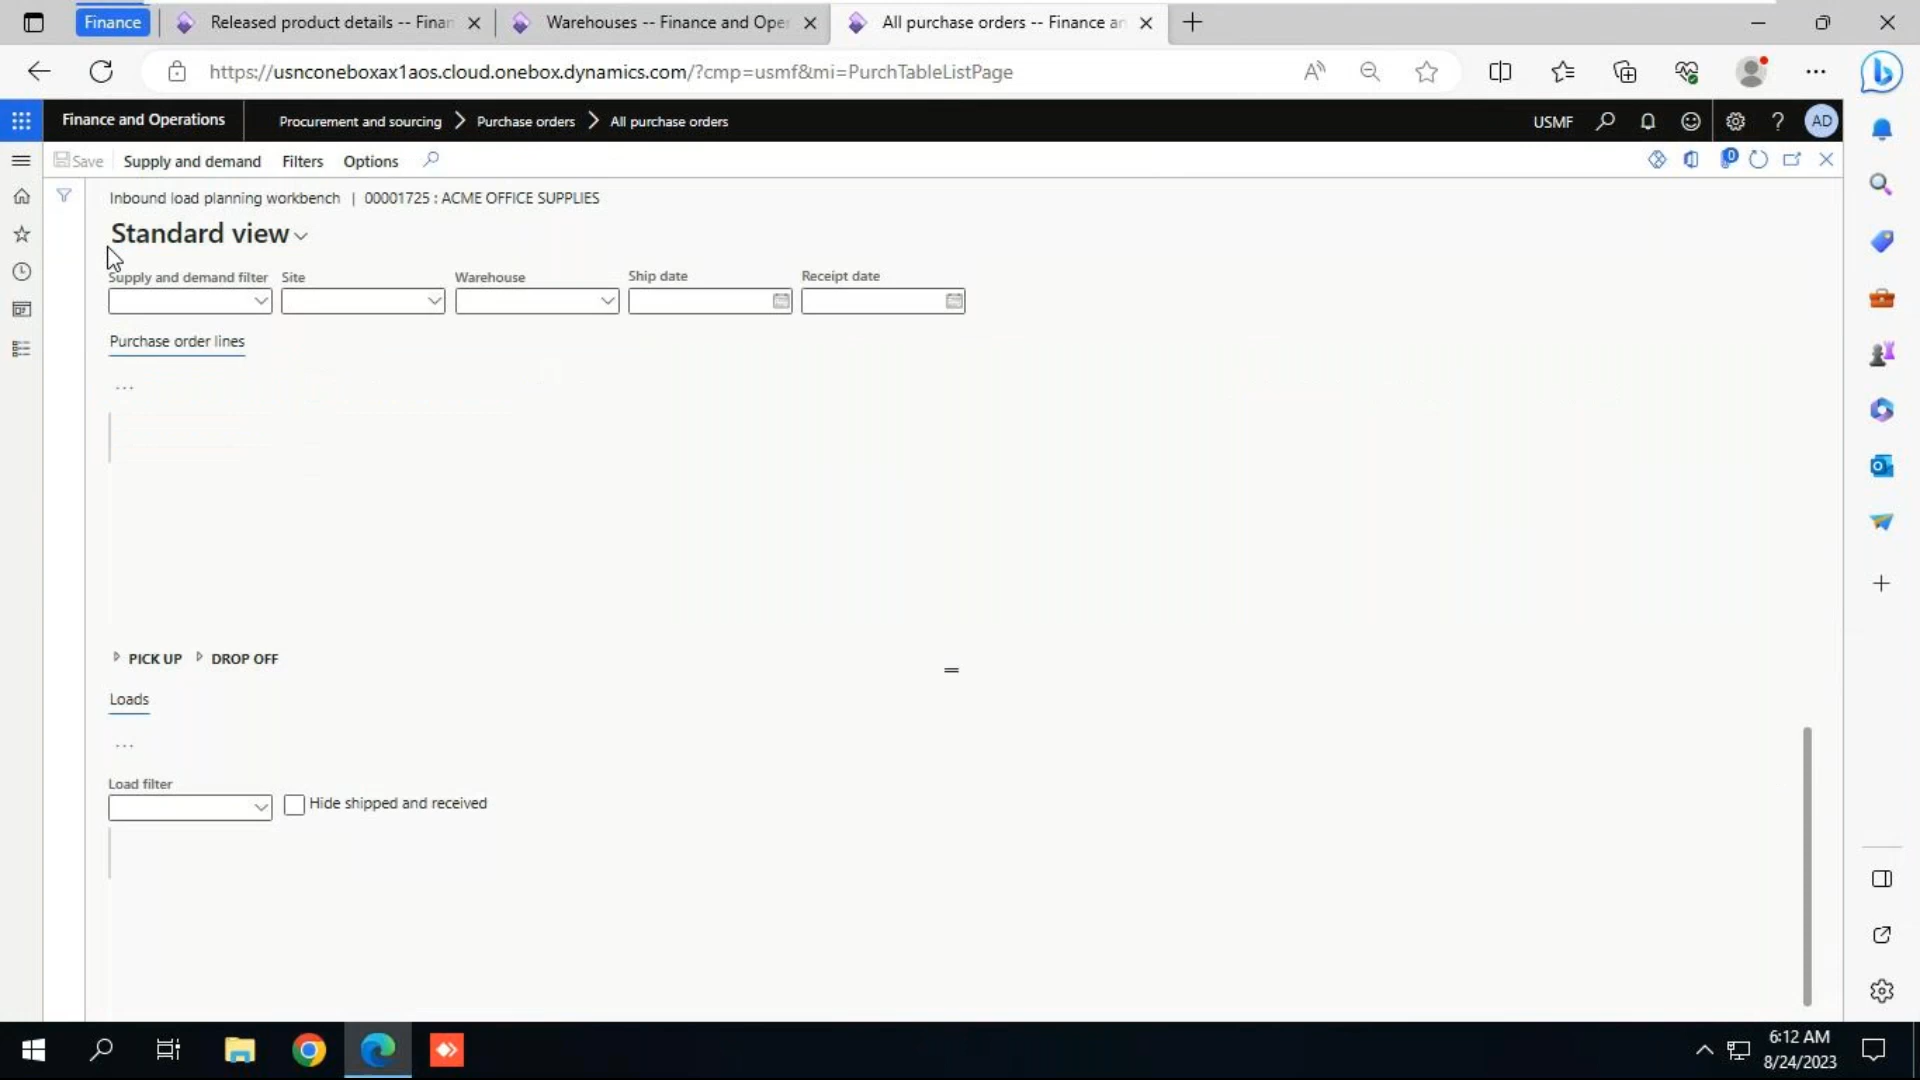 Finance
Released product details -- Finan
Warehouses -- Finance and Oper
All purchase orders -- Finance an
https://usnconeboxax1aos.cloud.onebox.dynamics.com/?cmp=usmf&mi=PurchTableListPage
Finance and Operations
Procurement and sourcing
Purchase orders
All purchase orders
USMF
AD
Save
Supply and demand
Filters
Options
0
Inbound load planning workbench | 00001725 : ACME OFFICE SUPPLIES
Standard view
Supply and demand filter
Site
Warehouse
Ship date
Receipt date
Purchase order lines
...
PICK UP
DROP OFF
Loads
...
Load filter
Hide shipped and received
6:12 AM
8/24/2023